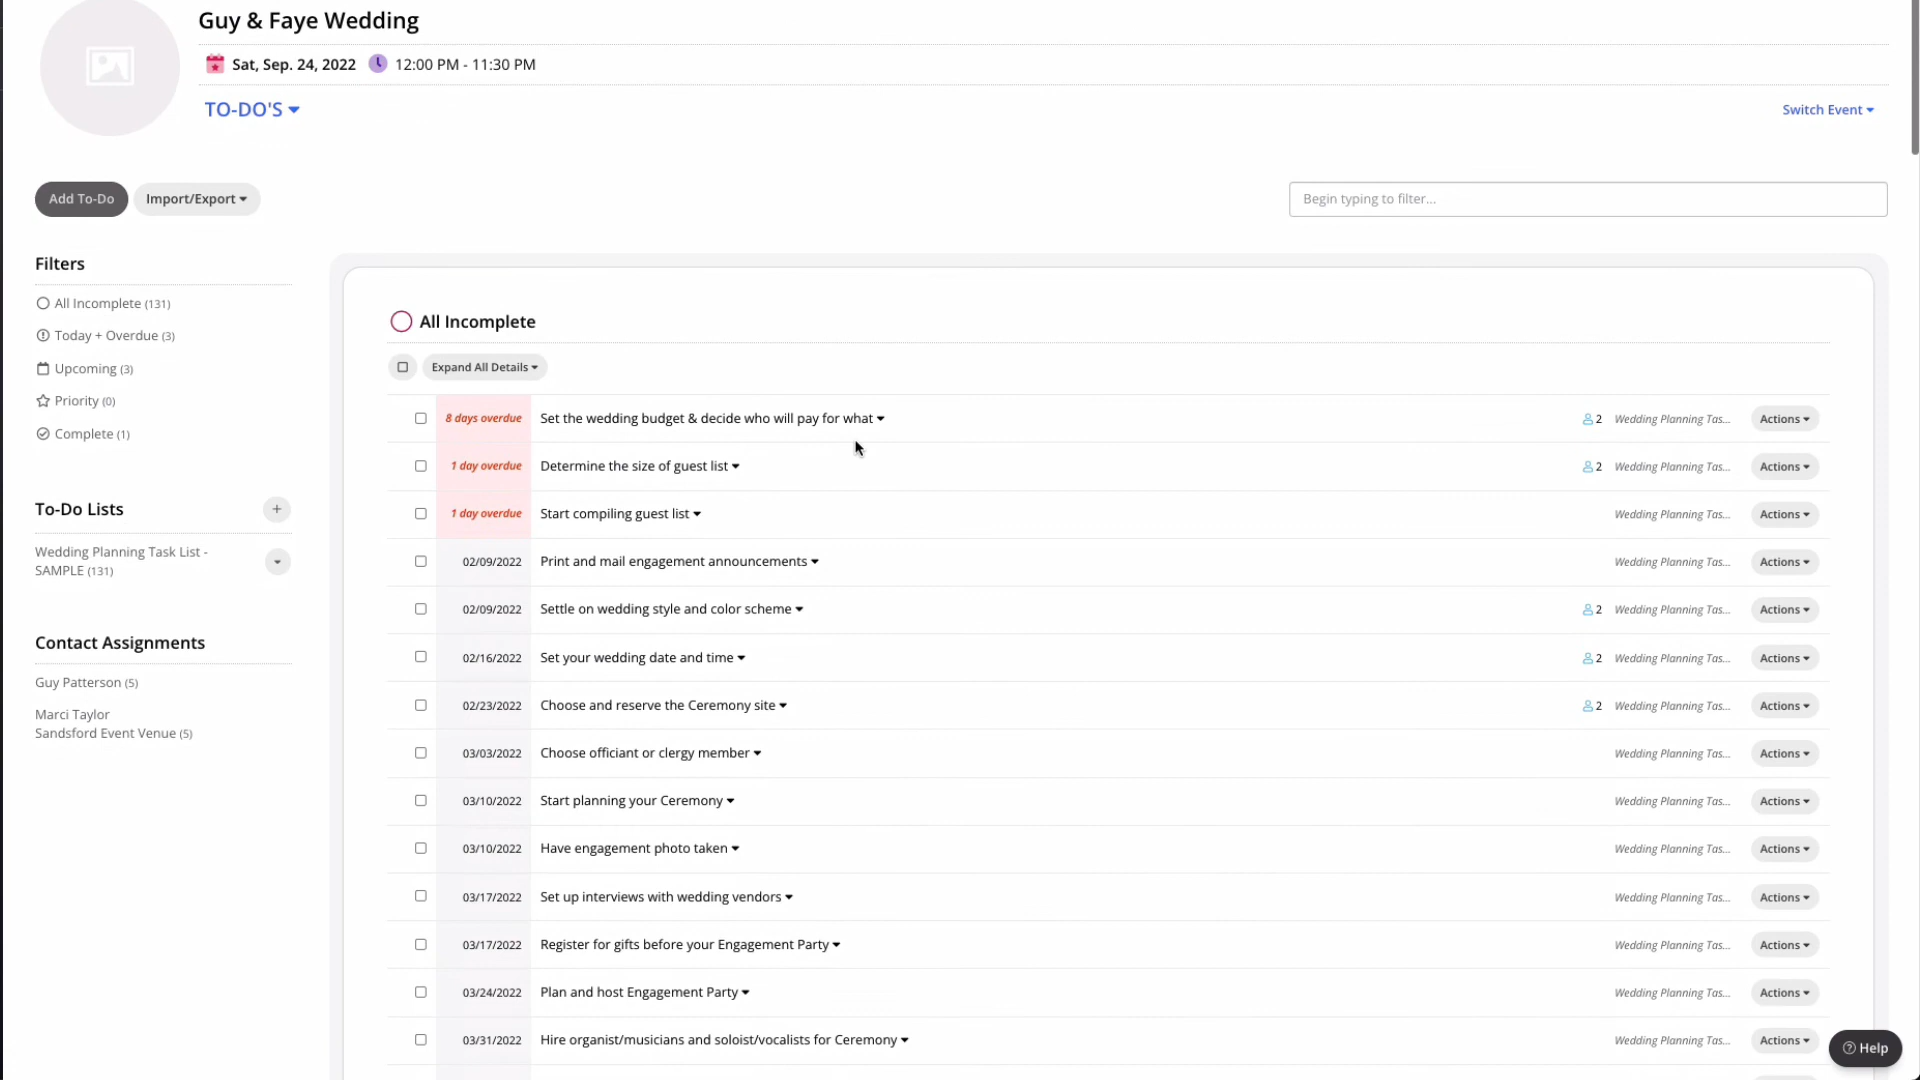 Guy & Faye Wedding
Sat, Sep. 24, 2022 12:00 PM - 11:30 PM
TO-DO'S
Switch Event
Add To-Do
Import/Export
Begin typing to filter...
Filters
All Incomplete (131)
Today + Overdue (3)
Upcoming (3)
Priority (0)
Complete (1)
To-Do Lists
+
Wedding Planning Task List -
SAMPLE (131)
Contact Assignments
Guy Patterson (5)
Marci Taylor
Sandsford Event Venue (5)
All Incomplete
Expand All Details
8 days overdue Set the wedding budget & decide who will pay for what 2 Wedding Planning Tas... Actions
1 day overdue Determine the size of guest list 2 Wedding Planning Tas... Actions
1 day overdue Start compiling guest list Wedding Planning Tas... Actions
02/09/2022 Print and mail engagement announcements Wedding Planning Tas... Actions
02/09/2022 Settle on wedding style and color scheme 2 Wedding Planning Tas... Actions
02/16/2022 Set your wedding date and time 2 Wedding Planning Tas... Actions
02/23/2022 Choose and reserve the Ceremony site 2 Wedding Planning Tas... Actions
03/03/2022 Choose officiant or clergy member Wedding Planning Tas... Actions
03/10/2022 Start planning your Ceremony Wedding Planning Tas... Actions
03/10/2022 Have engagement photo taken Wedding Planning Tas... Actions
03/17/2022 Set up interviews with wedding vendors Wedding Planning Tas... Actions
03/17/2022 Register for gifts before your Engagement Party Wedding Planning Tas... Actions
03/24/2022 Plan and host Engagement Party Wedding Planning Tas... Actions
03/31/2022 Hire organist/musicians and soloist/vocalists for Ceremony Wedding Planning Tas... Actions
Help